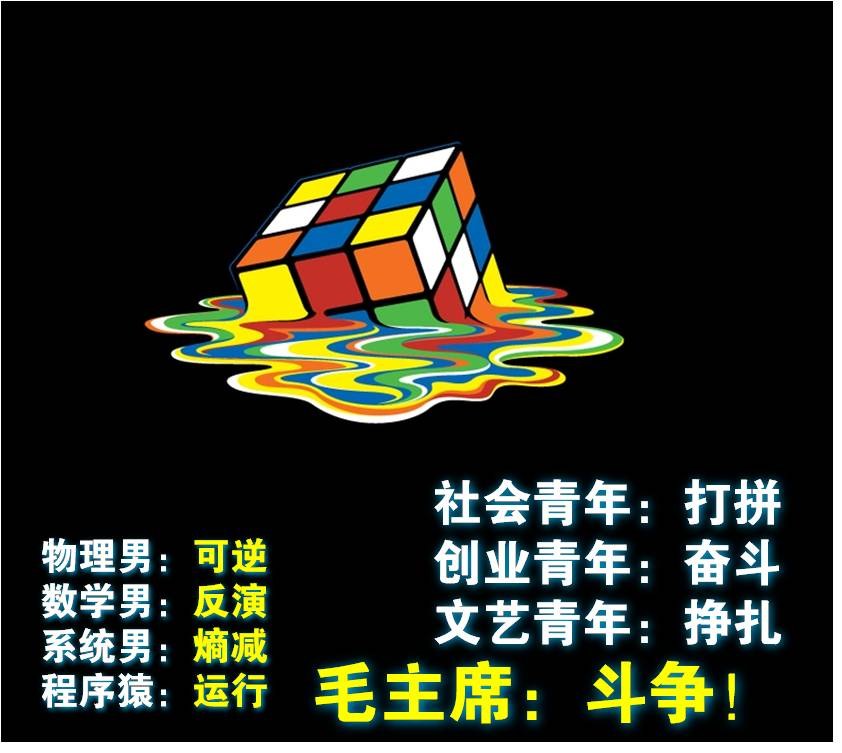 社会青年：打拼
创业青年：奋斗
文艺青年：挣扎
物理男：可逆
数学男：反演
系统男：熵减
程序猿：运行
毛主席：斗争！